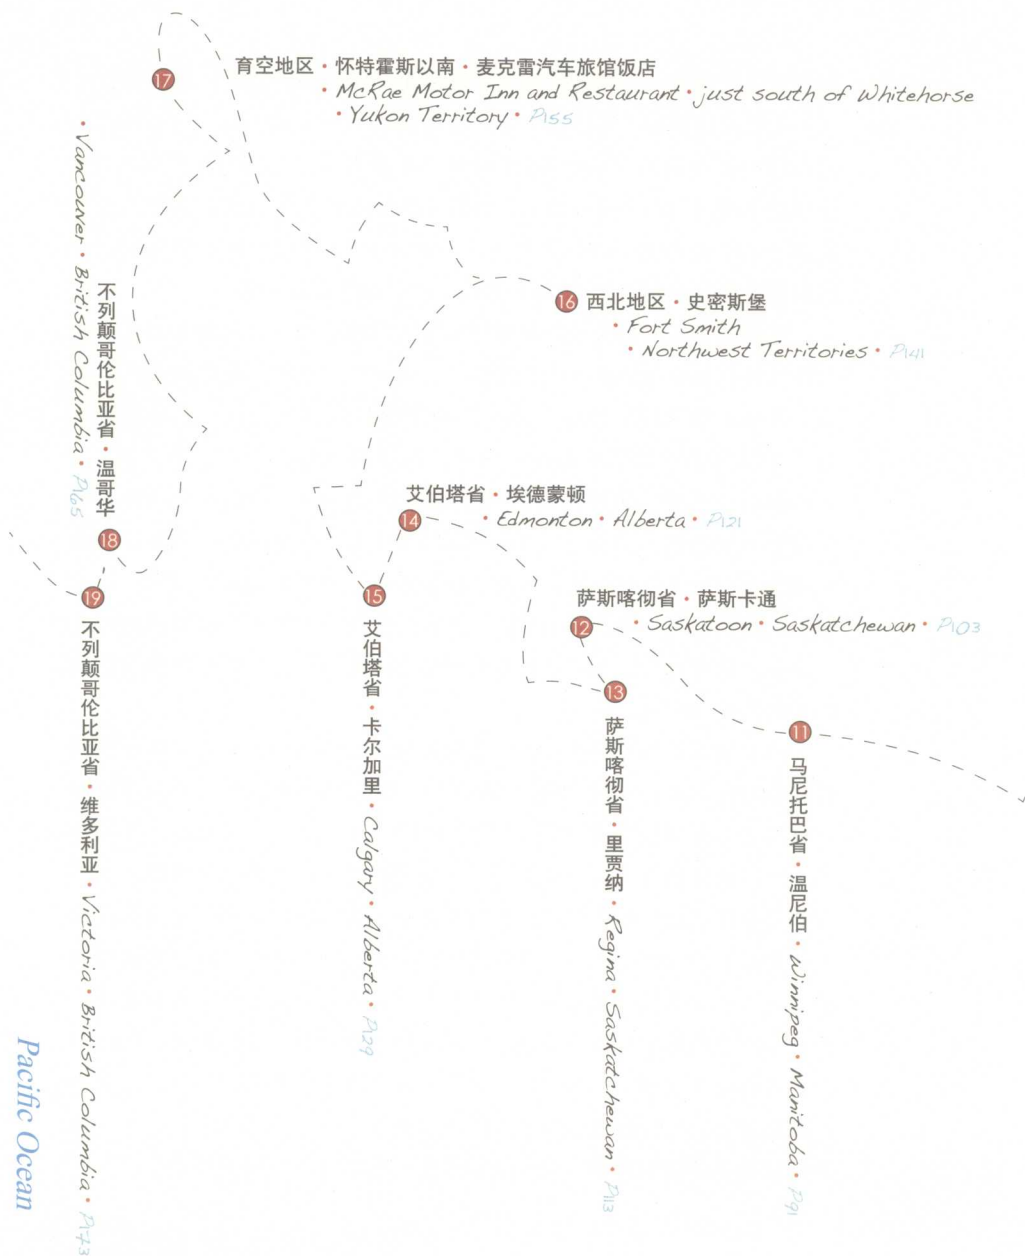 17
育空地区·怀特霍斯以南·麦克雷汽车旅馆饭店
·McRae Motor Inn and Restaurant·just south of Whitehorse
·Yukon Territory·P155
16
西北地区·史密斯堡
·Fort Smith
·Northwest Territories·P141
不列颠哥伦比亚省·温哥华
·Vancouver·British Columbia·P165
18
艾伯塔省·埃德蒙顿
14
·Edmonton·Alberta·P121
19
不列颠哥伦比亚省·维多利亚·Victoria·British Columbia·P173
15
艾伯塔省·卡尔加里·Calgary·Alberta·P129
萨斯喀彻省·萨斯卡通
12
·Saskatoon·Saskatchewan·P103
13
萨斯喀彻省·里贾纳·Regina·Saskatchewan·P113
11
马尼托巴省·温尼伯·Winnipeg·Manitoba·P91
Pacific Ocean